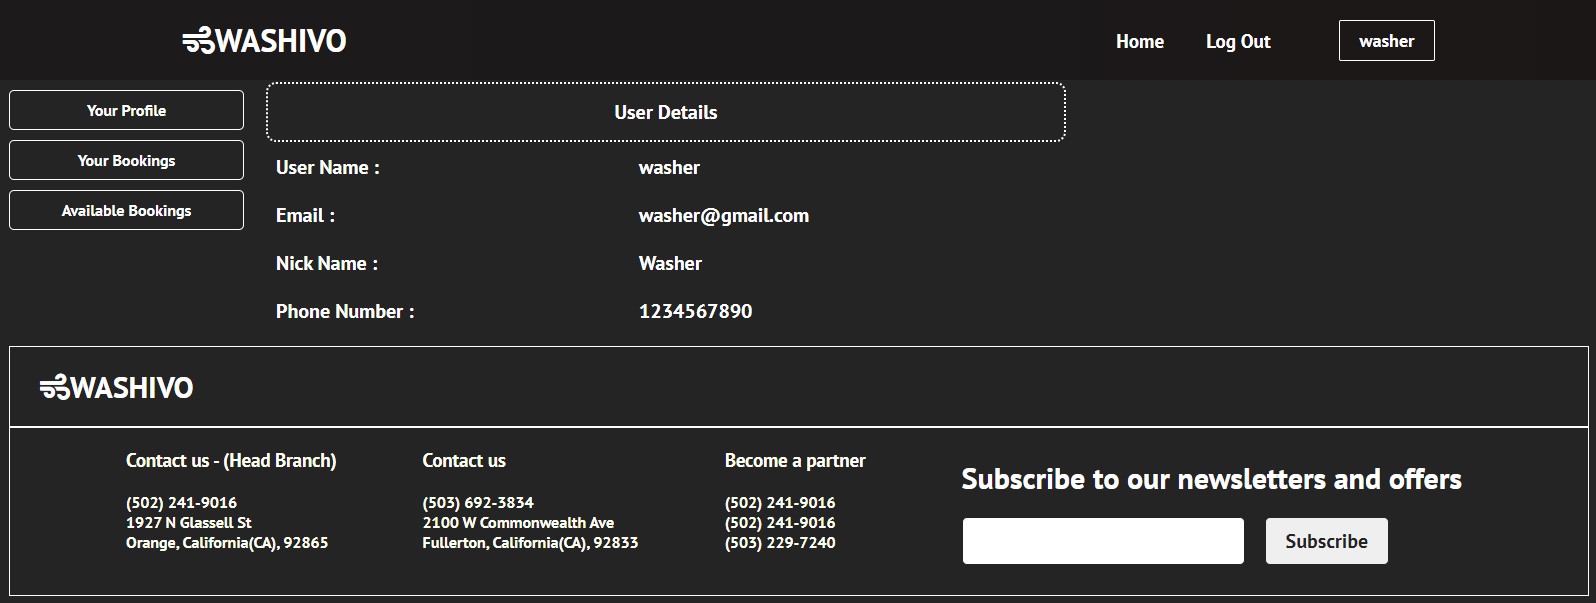 WASHIVO
Home
Log Out
washer
Your Profile
Your Bookings
Available Bookings
User Details
User Name : washer
Email : washer@gmail.com
Nick Name : Washer
Phone Number : 1234567890
WASHIVO
Contact us - (Head Branch)
(502) 241-9016
1927 N Glassell St
Orange, California(CA), 92865
Contact us
(503) 692-3834
2100 W Commonwealth Ave
Fullerton, California(CA), 92833
Become a partner
(502) 241-9016
(502) 241-9016
(503) 229-7240
Subscribe to our newsletters and offers
Subscribe